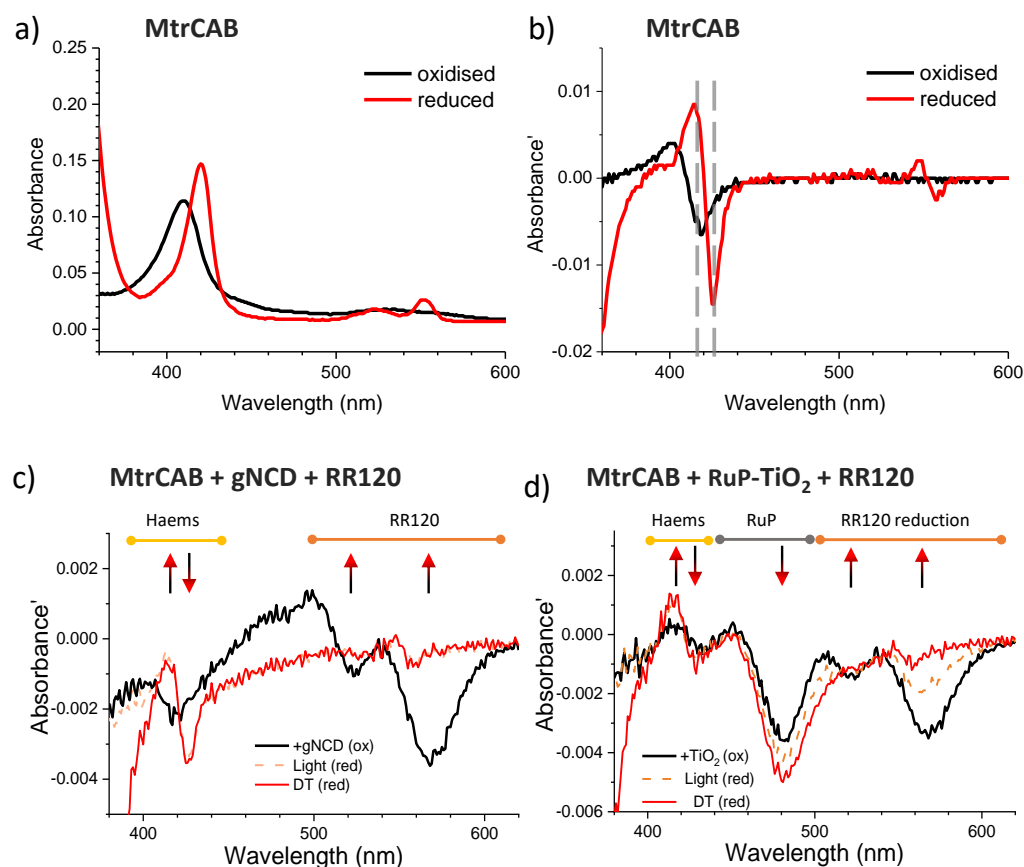 a)
MtrCAB
0.25
0.20
0.15
0.10
0.05
0.00
Absorbance
oxidised
reduced
400
500
600
Wavelength (nm)
b)
MtrCAB
0.01
0.00
-0.01
-0.02
Absorbance'
oxidised
reduced
400
500
600
Wavelength (nm)
c)
MtrCAB + gNCD + RR120
Haems
RR120
0.002
0.000
-0.002
-0.004
Absorbance'
+gNCD (ox)
Light (red)
DT (red)
400
500
600
Wavelength (nm)
d)
MtrCAB + RuP-TiO₂ + RR120
Haems
RuP
RR120 reduction
0.002
0.000
-0.002
-0.004
-0.006
Absorbance'
+TiO₂ (ox)
Light (red)
DT (red)
400
500
600
Wavelength (nm)